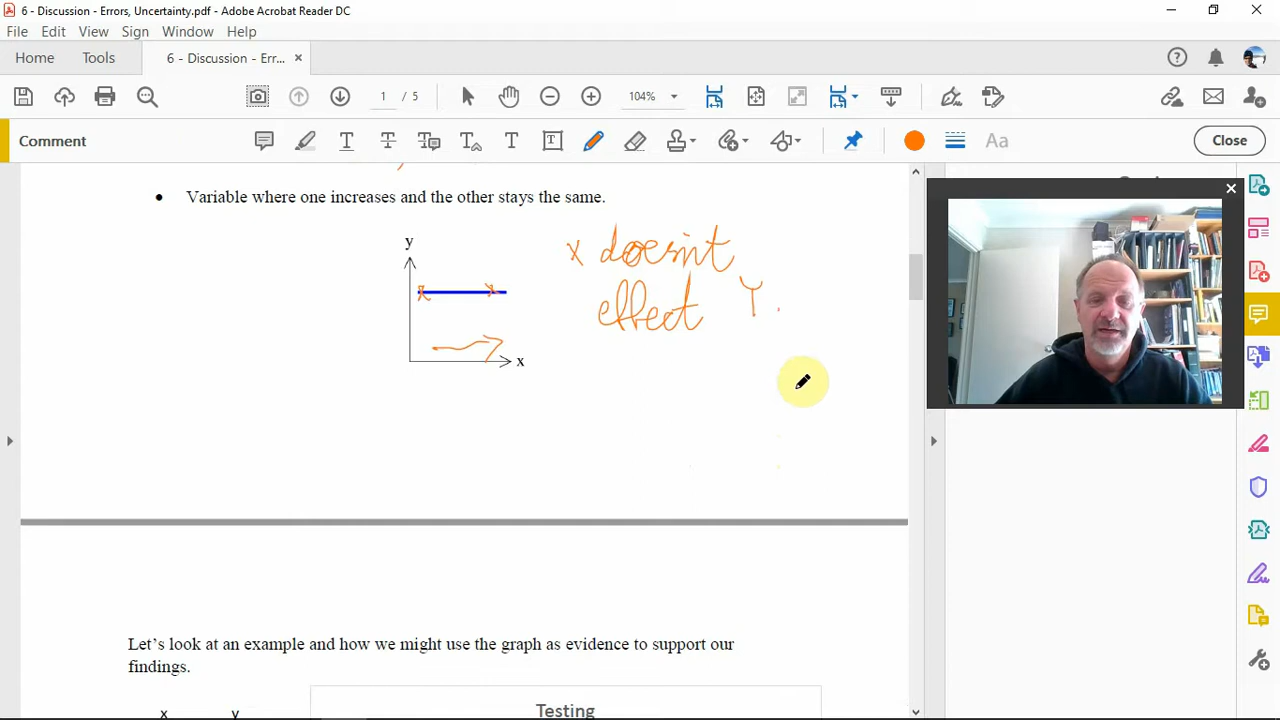 6 - Discussion - Errors, Uncertainty.pdf - Adobe Acrobat Reader DC
File Edit View Sign Window Help
Home Tools 6 - Discussion - Err... ×
1 / 5 104%
Comment Aa Close
• Variable where one increases and the other stays the same.
y
x
x doesnt
effect Y.
Let's look at an example and how we might use the graph as evidence to support our
findings.
Testing
x y